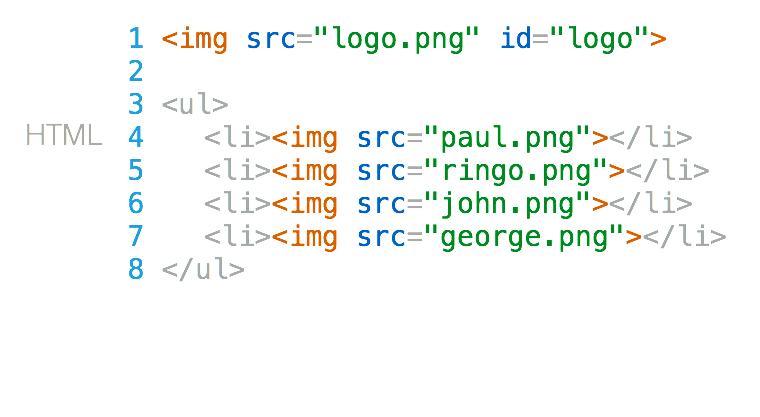 1 <img src="logo.png" id="logo">
2
3 <ul>
HTML 4 <li><img src="paul.png"></li>
5 <li><img src="ringo.png"></li>
6 <li><img src="john.png"></li>
7 <li><img src="george.png"></li>
8 </ul>